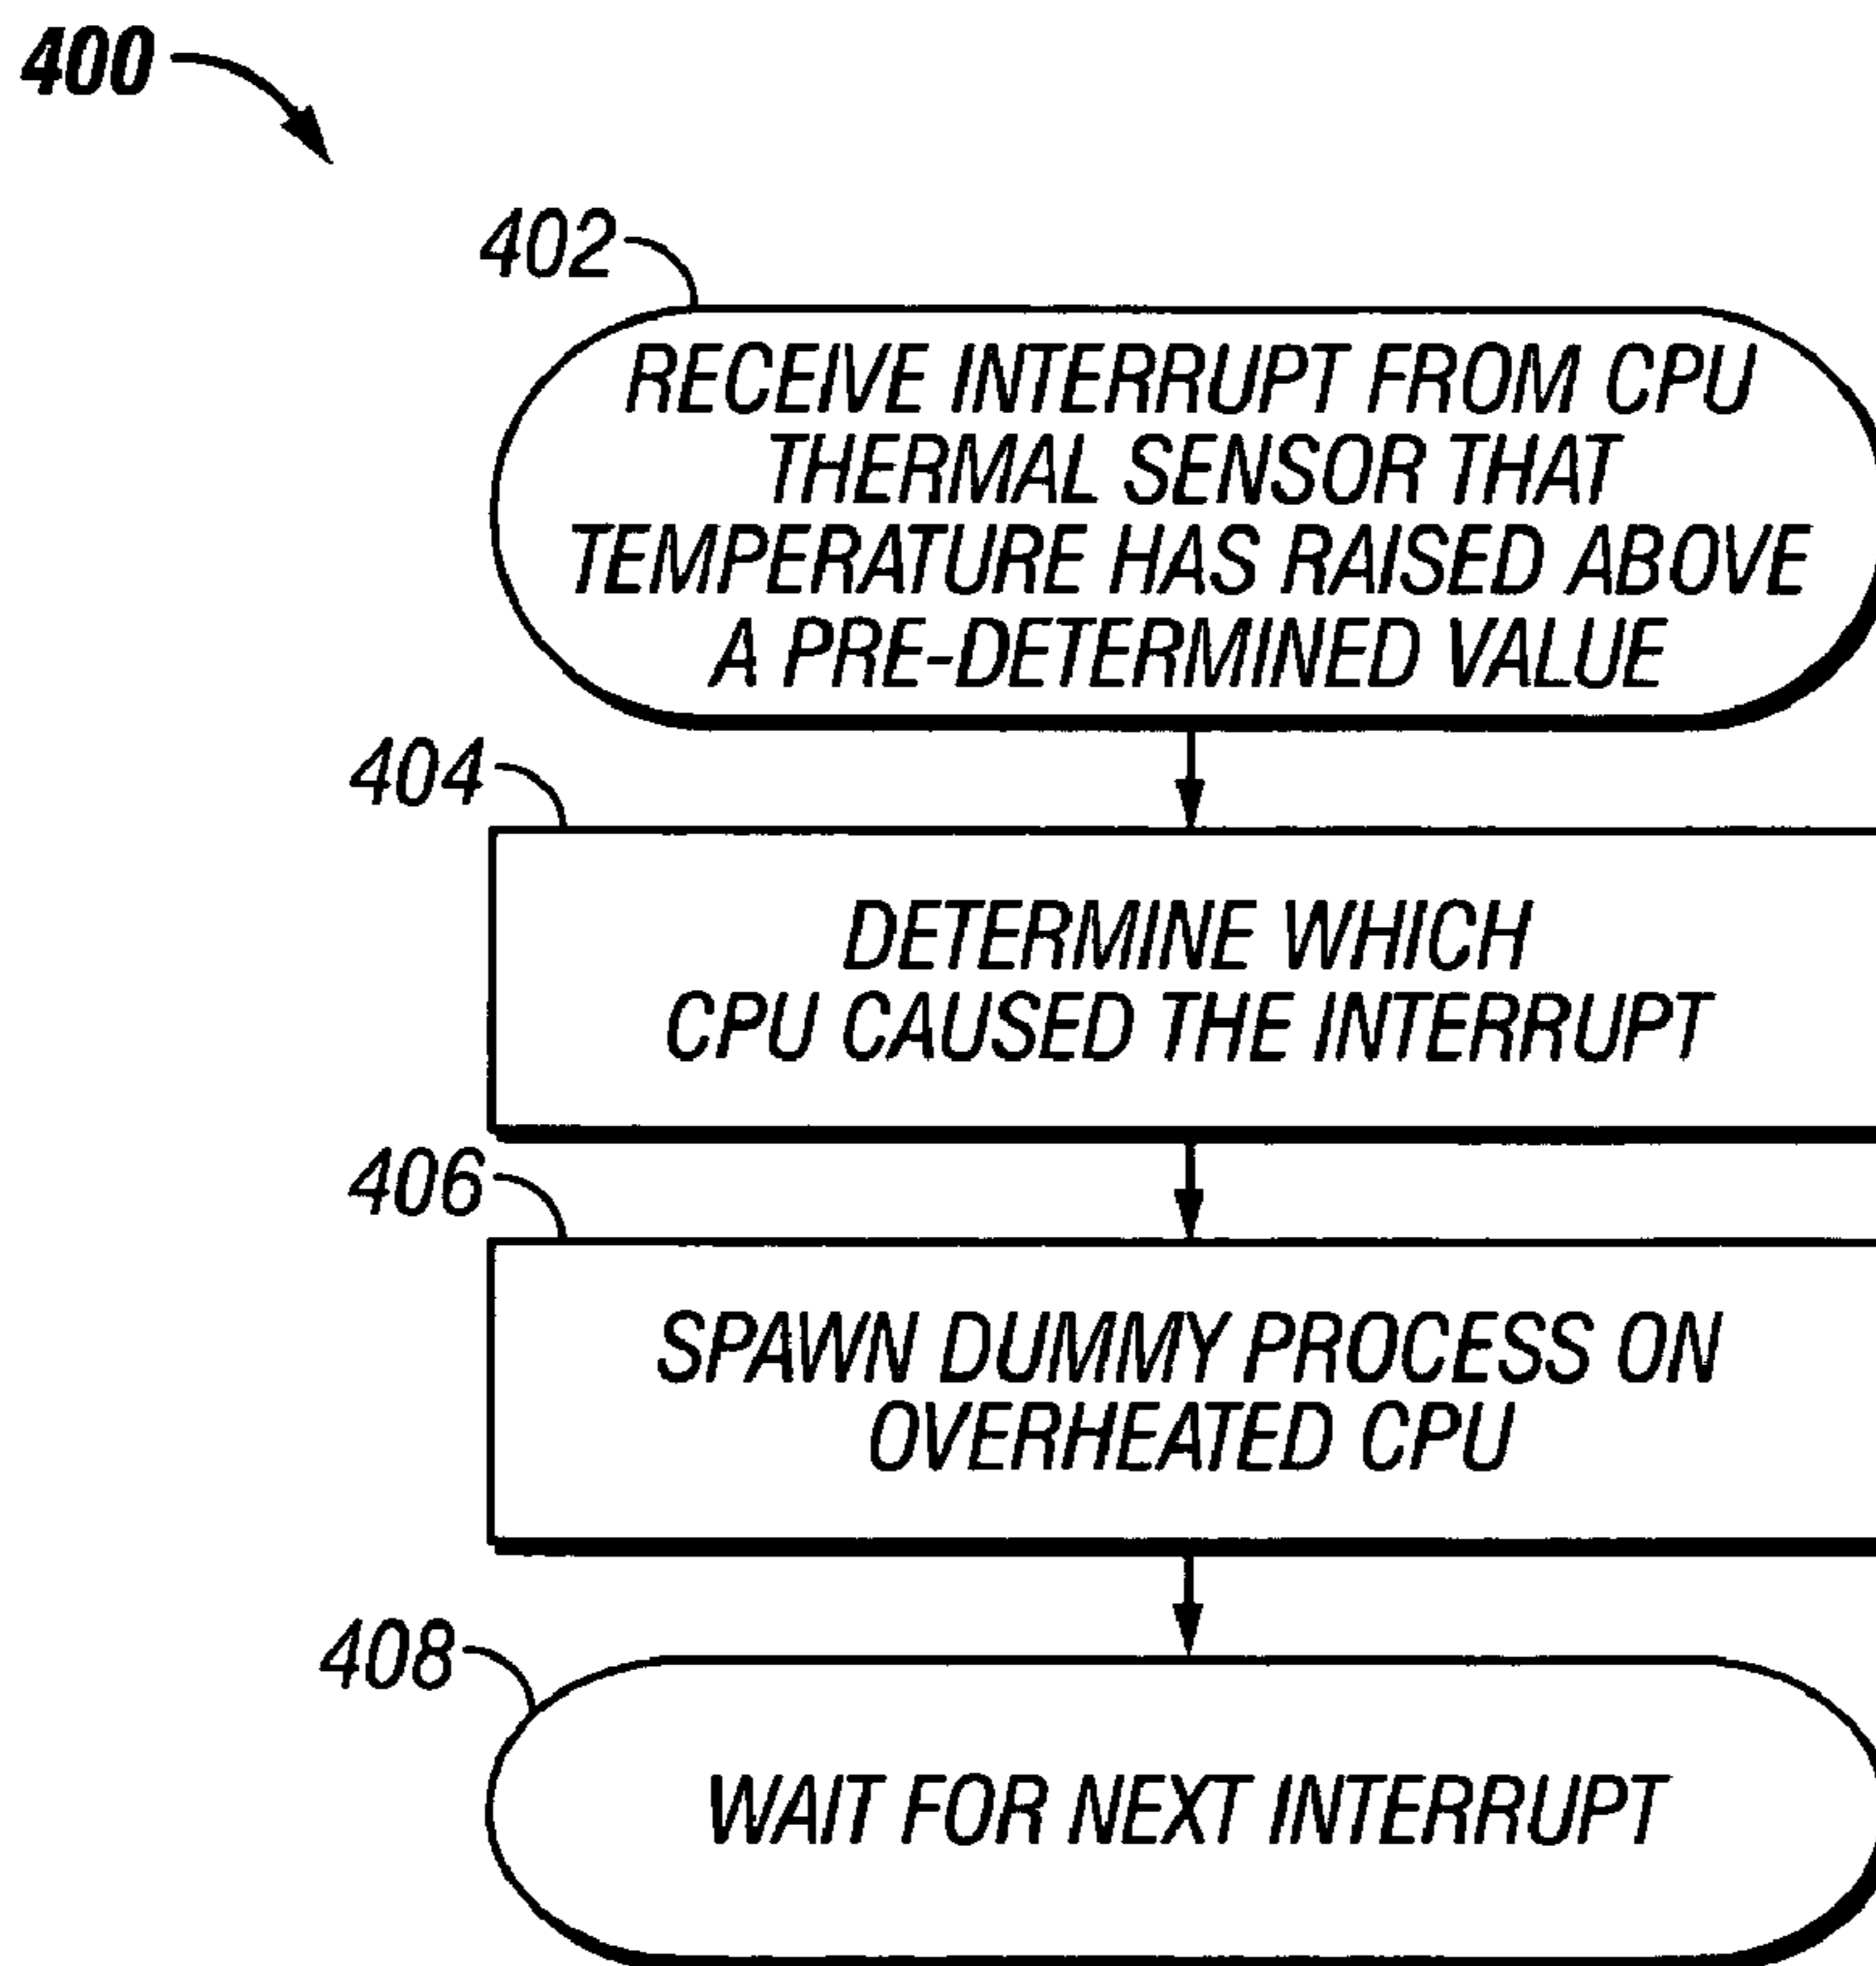 400
402
RECEIVE INTERRUPT FROM CPU
THERMAL SENSOR THAT
TEMPERATURE HAS RAISED ABOVE
A PRE-DETERMINED VALUE
404
DETERMINE WHICH
CPU CAUSED THE INTERRUPT
406
SPAWN DUMMY PROCESS ON
OVERHEATED CPU
408
WAIT FOR NEXT INTERRUPT